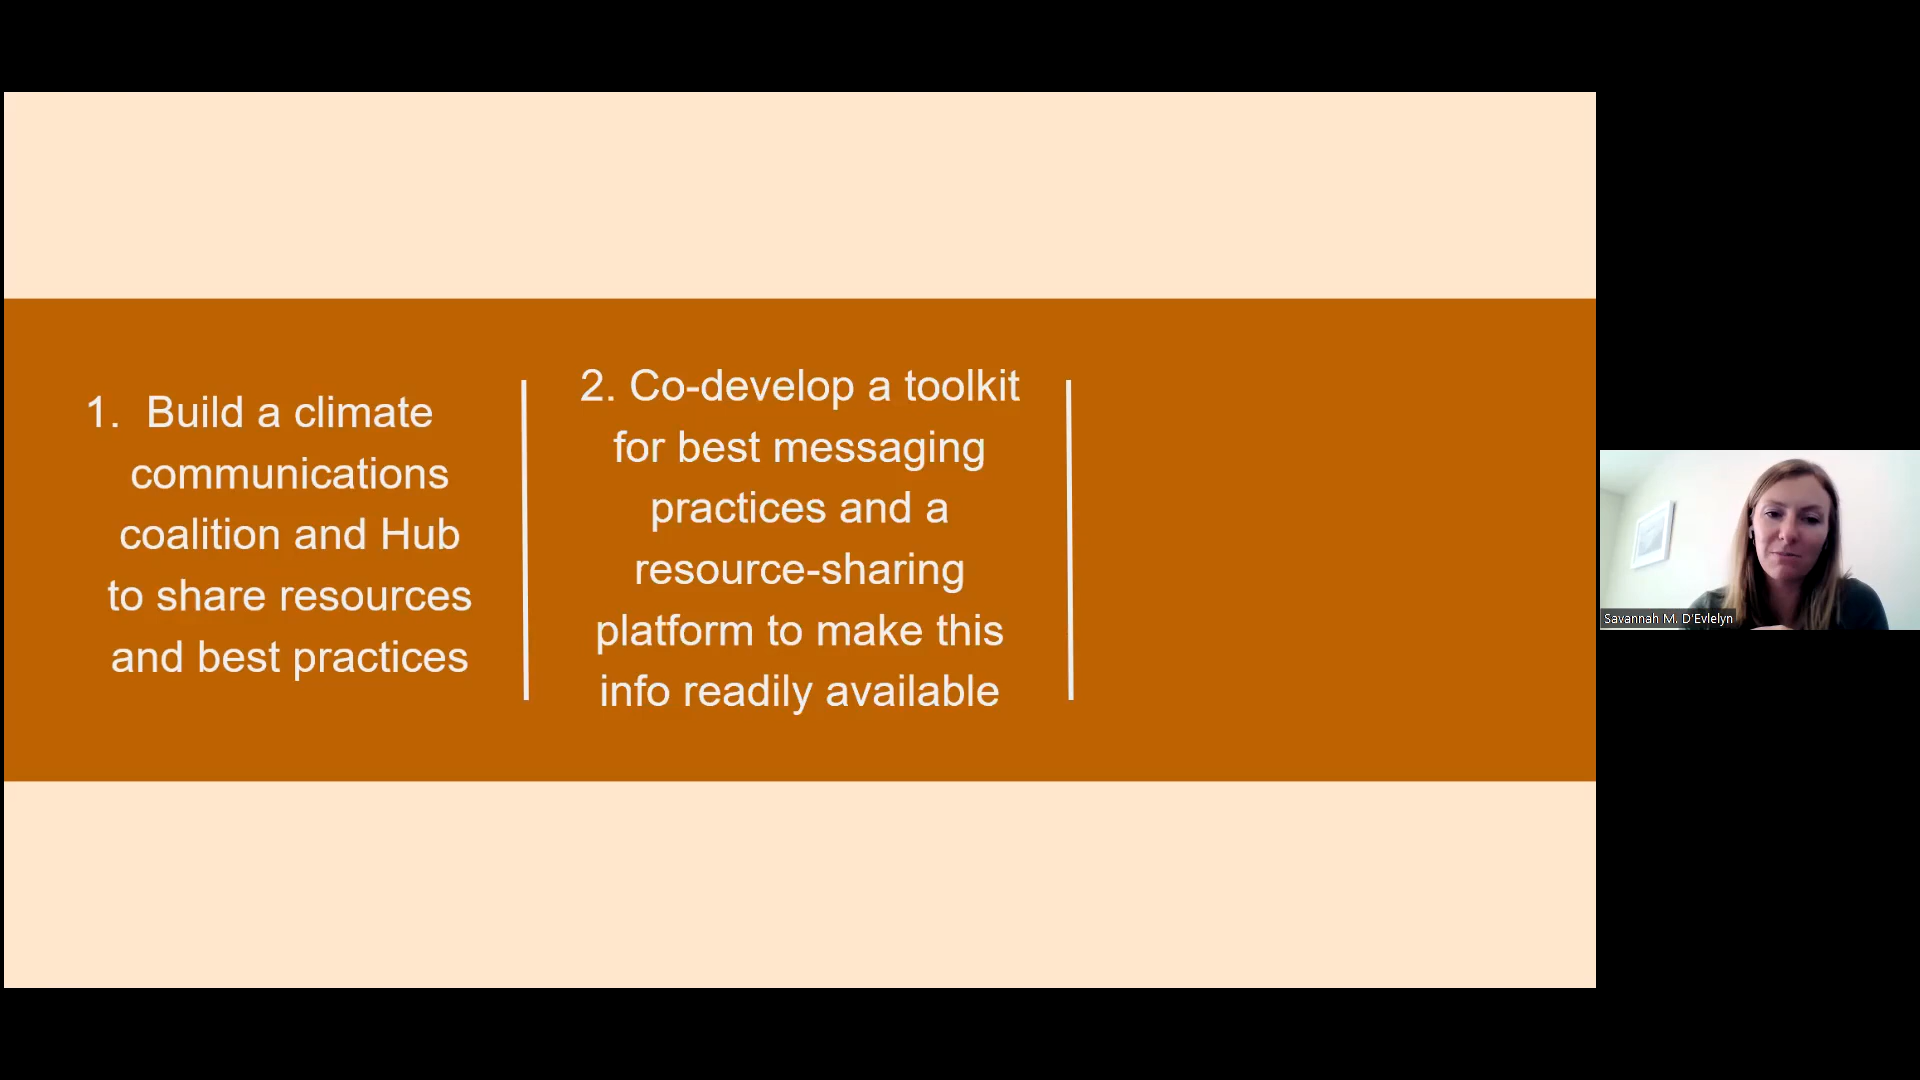 1. Build a climate
communications
coalition and Hub
to share resources
and best practices
2. Co-develop a toolkit
for best messaging
practices and a
resource-sharing
platform to make this
info readily available
Savannah M. D'Evlelyn